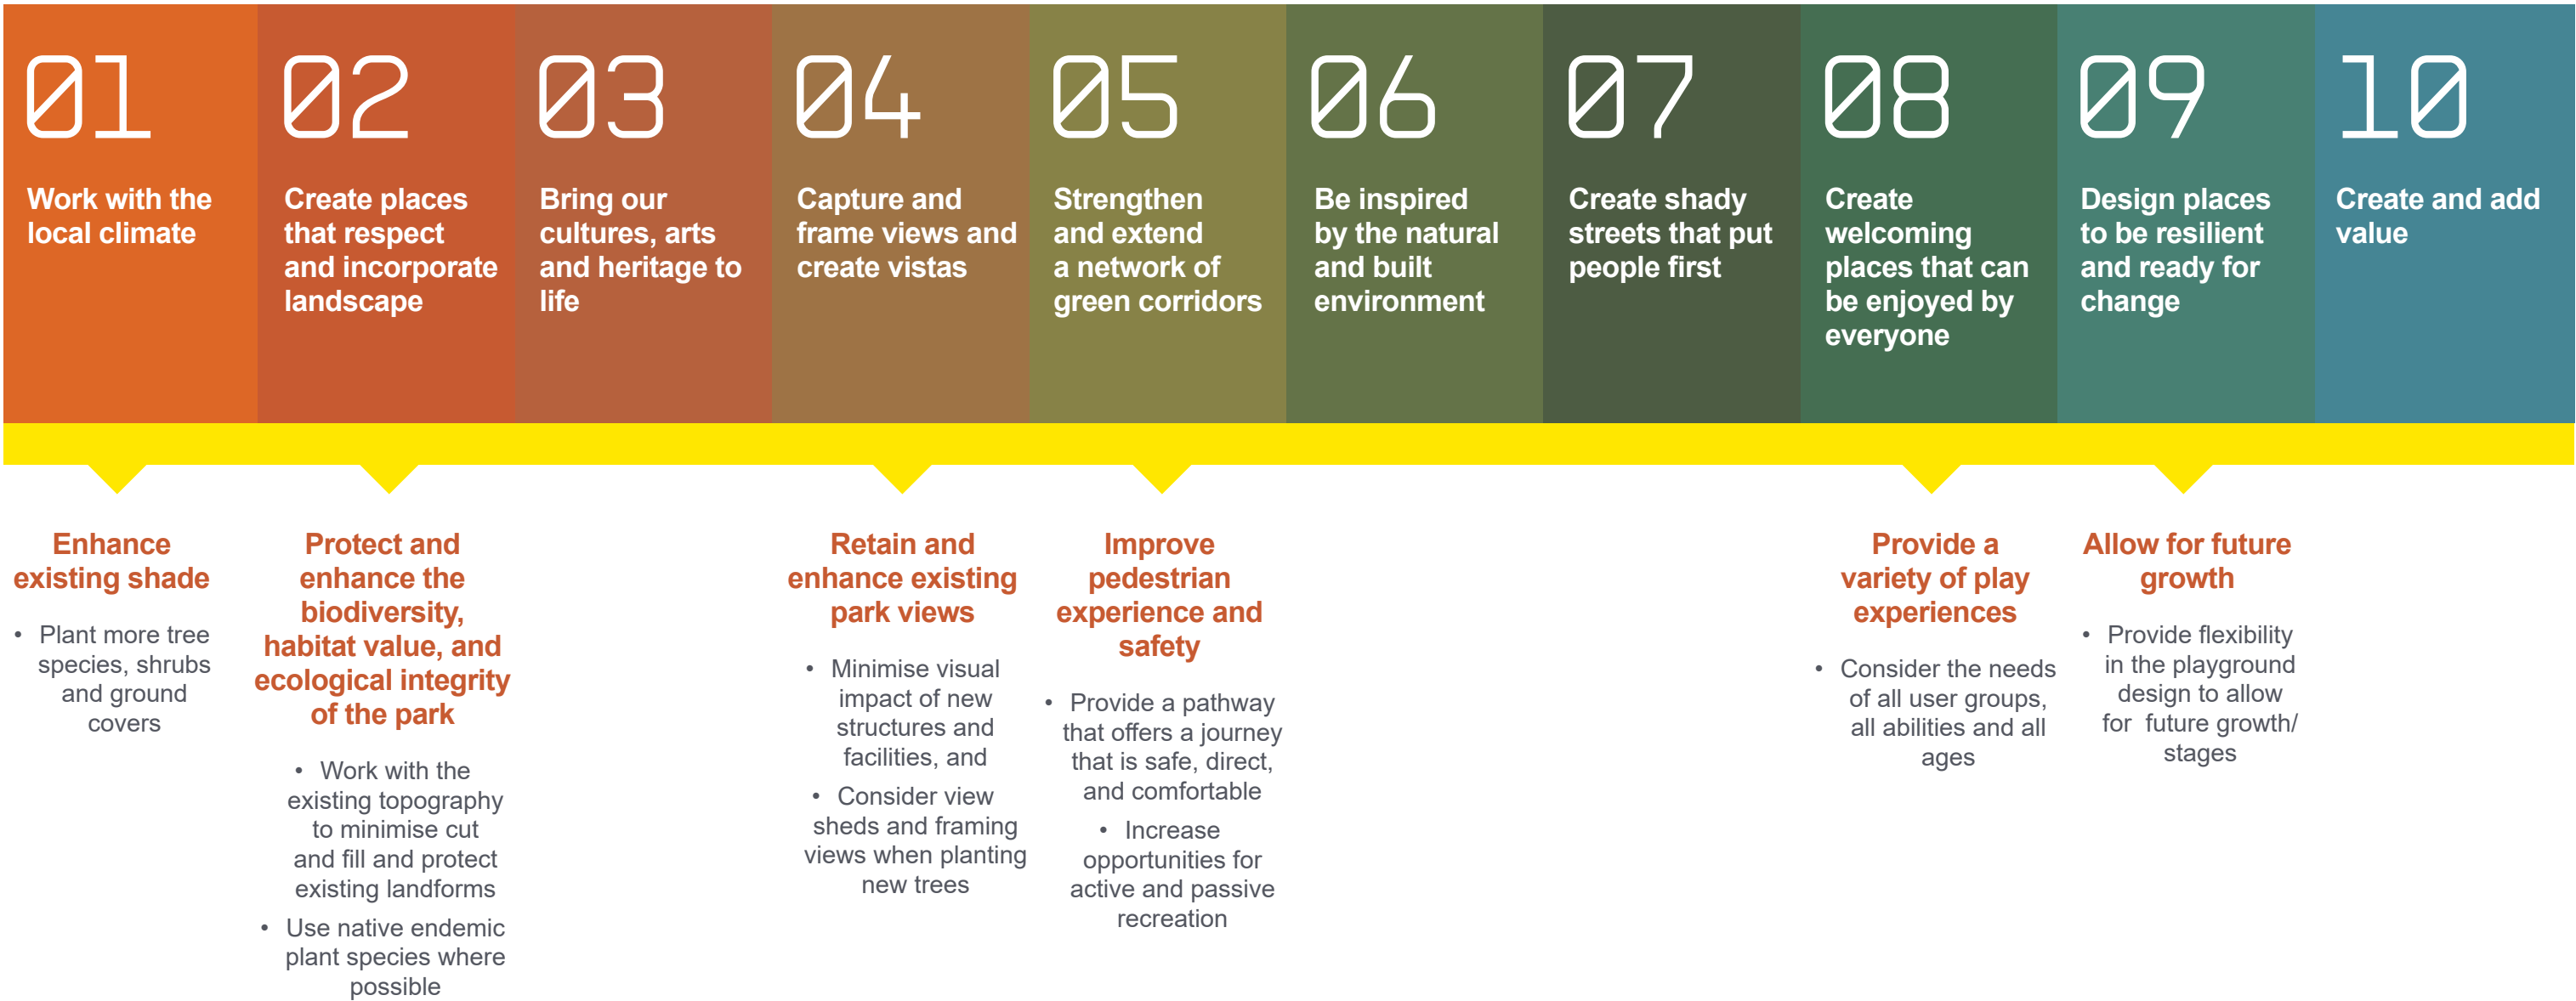 01
Work with the
local climate
02
Create places
that respect
and incorporate
landscape
03
Bring our
cultures, arts
and heritage to
life
04
Capture and
frame views and
create vistas
05
Strengthen
and extend
a network of
green corridors
06
Be inspired
by the natural
and built
environment
07
Create shady
streets that put
people first
08
Create
welcoming
places that can
be enjoyed by
everyone
09
Design places
to be resilient
and ready for
change
10
Create and add
value
Enhance
existing shade
• Plant more tree
species, shrubs
and ground
covers
Protect and
enhance the
biodiversity,
habitat value, and
ecological integrity
of the park
• Work with the
existing topography
to minimise cut
and fill and protect
existing landforms
• Use native endemic
plant species where
possible
Retain and
enhance existing
park views
• Minimise visual
impact of new
structures and
facilities, and
• Consider view
sheds and framing
views when planting
new trees
Improve
pedestrian
experience and
safety
• Provide a pathway
that offers a journey
that is safe, direct,
and comfortable
• Increase
opportunities for
active and passive
recreation
Provide a
variety of play
experiences
• Consider the needs
of all user groups,
all abilities and all
ages
Allow for future
growth
• Provide flexibility
in the playground
design to allow
for future growth/
stages